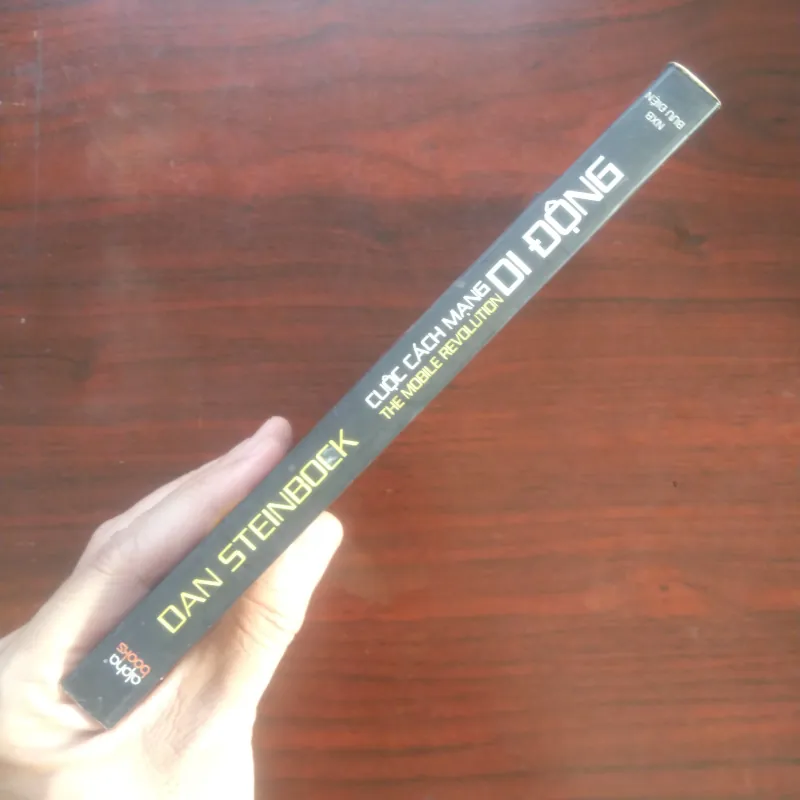 alpha
books
DAN STEINBOCK
CUỘC CÁCH MẠNG
DI ĐỘNG
THE MOBILE REVOLUTION
NXB
BƯU ĐIỆN